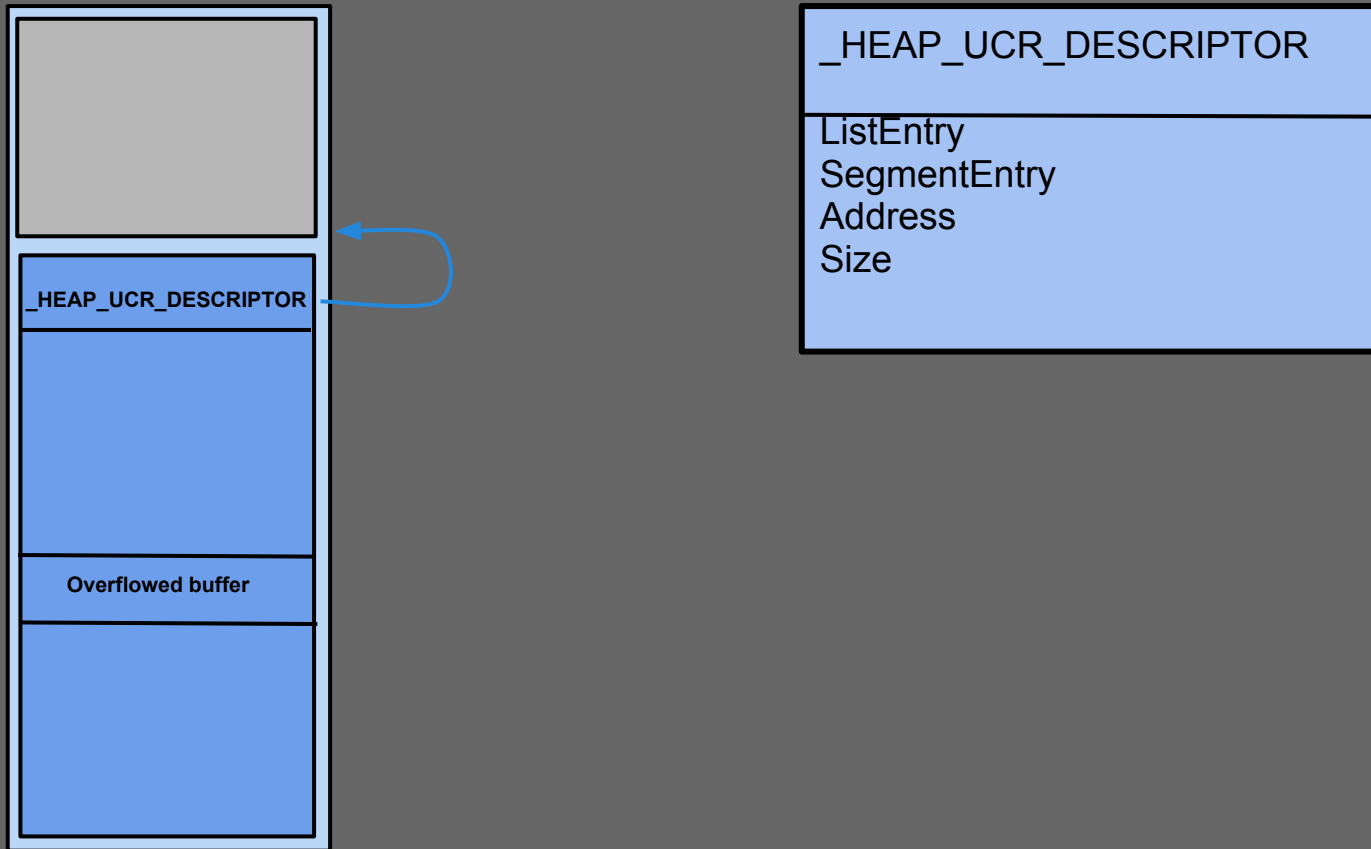 _HEAP_UCR_DESCRIPTOR
Overflowed buffer
_HEAP_UCR_DESCRIPTOR
ListEntry
SegmentEntry
Address
Size